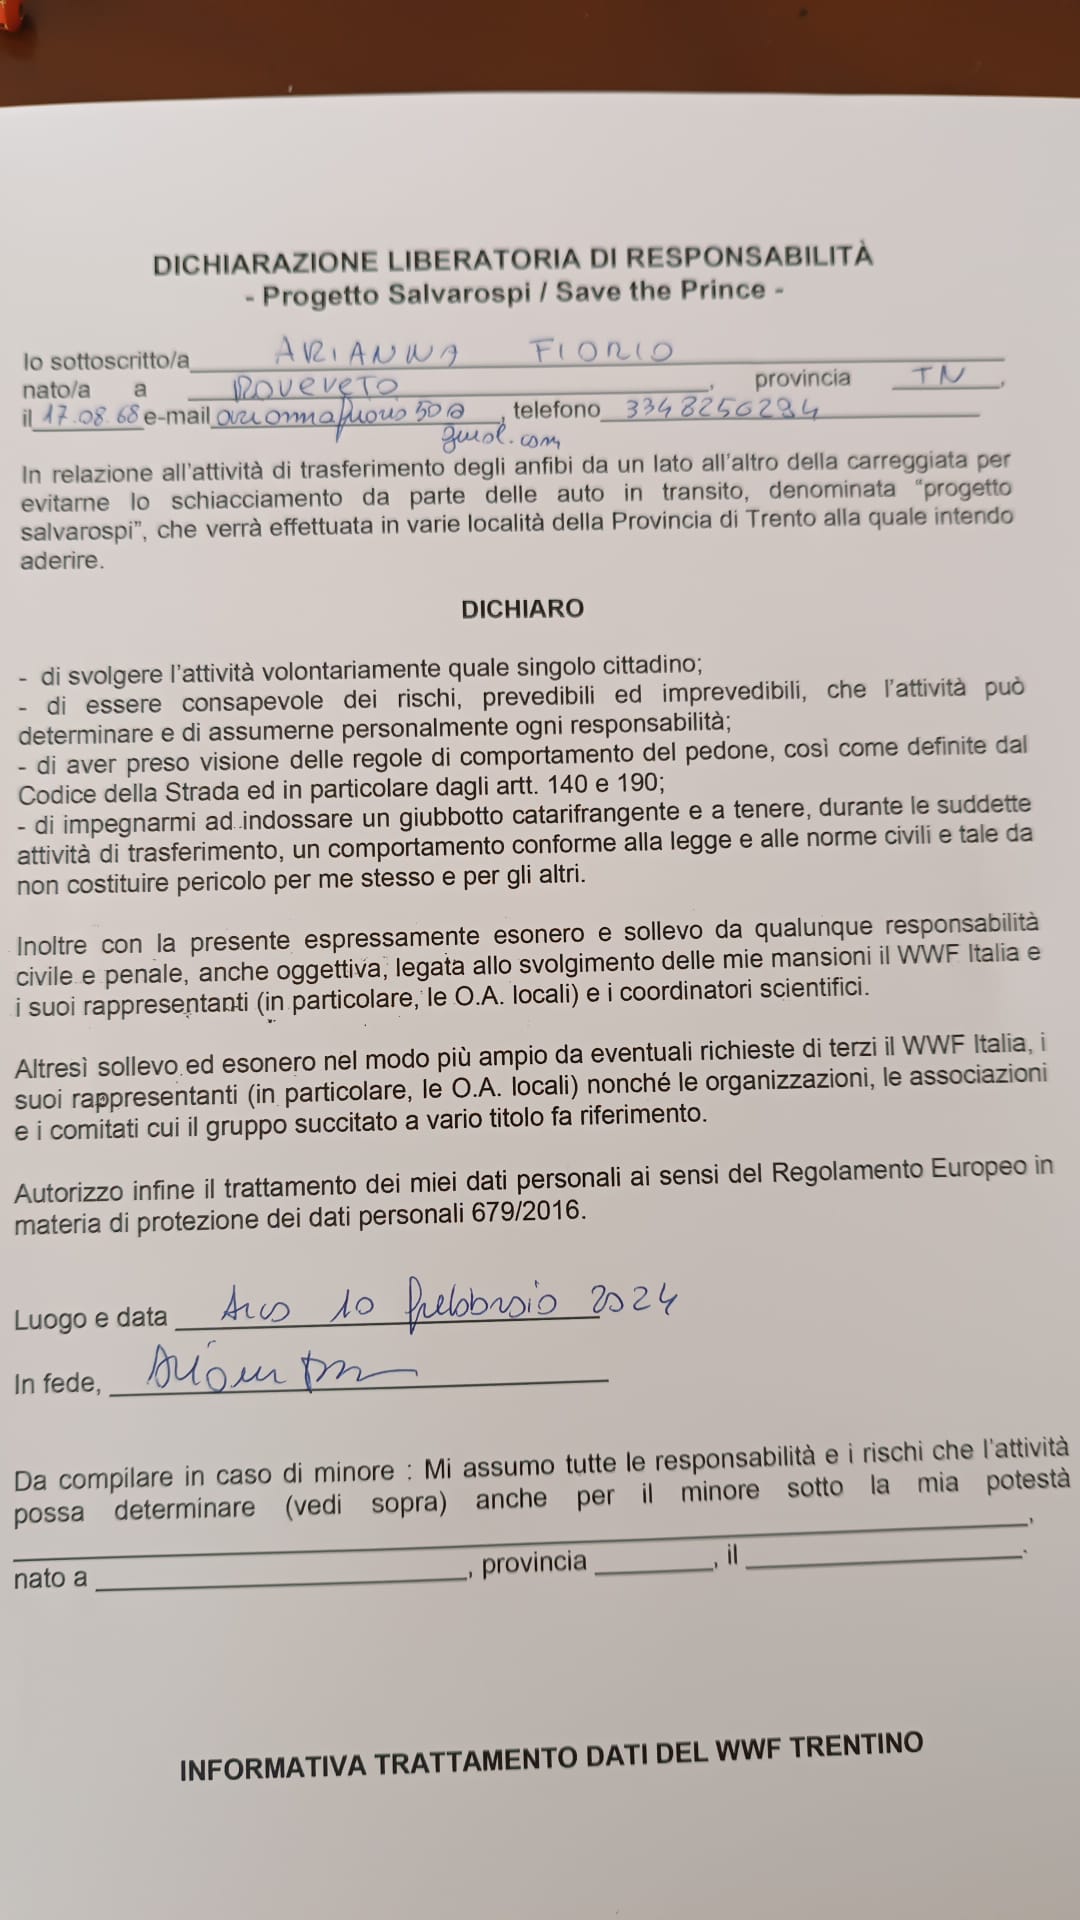 DICHIARAZIONE LIBERATORIA DI RESPONSABILITÀ
- Progetto Salvarospi / Save the Prince -
Io sottoscritto/a ARIANNA FIORIO
nato/a a ROVERETO, provincia TN,
il 17.08.68 e-mail, telefono 3348256294
In relazione all'attività di trasferimento degli anfibi da un lato all'altro della carreggiata per
evitarne lo schiacciamento da parte delle auto in transito, denominata "progetto
salvarospi", che verrà effettuata in varie località della Provincia di Trento alla quale intendo
aderire.
DICHIARO
- di svolgere l'attività volontariamente quale singolo cittadino;
- di essere consapevole dei rischi, prevedibili ed imprevedibili, che l'attività può
determinare e di assumerne personalmente ogni responsabilità;
- di aver preso visione delle regole di comportamento del pedone, così come definite dal
Codice della Strada ed in particolare dagli artt. 140 e 190;
- di impegnarmi ad indossare un giubbotto catarifrangente e a tenere, durante le suddette
attività di trasferimento, un comportamento conforme alla legge e alle norme civili e tale da
non costituire pericolo per me stesso e per gli altri.
Inoltre con la presente espressamente esonero e sollevo da qualunque responsabilità
civile e penale, anche oggettiva, legata allo svolgimento delle mie mansioni il WWF Italia e
i suoi rappresentanti (in particolare, le O.A. locali) e i coordinatori scientifici.
Altresì sollevo ed esonero nel modo più ampio da eventuali richieste di terzi il WWF Italia, i
suoi rappresentanti (in particolare, le O.A. locali) nonché le organizzazioni, le associazioni
e i comitati cui il gruppo succitato a vario titolo fa riferimento.
Autorizzo infine il trattamento dei miei dati personali ai sensi del Regolamento Europeo in
materia di protezione dei dati personali 679/2016.
Luogo e data Arco 10 febbraio 2024
In fede,
Da compilare in caso di minore : Mi assumo tutte le responsabilità e i rischi che l'attività
possa determinare (vedi sopra) anche per il minore sotto la mia potestà
,
nato a , provincia , il .
INFORMATIVA TRATTAMENTO DATI DEL WWF TRENTINO